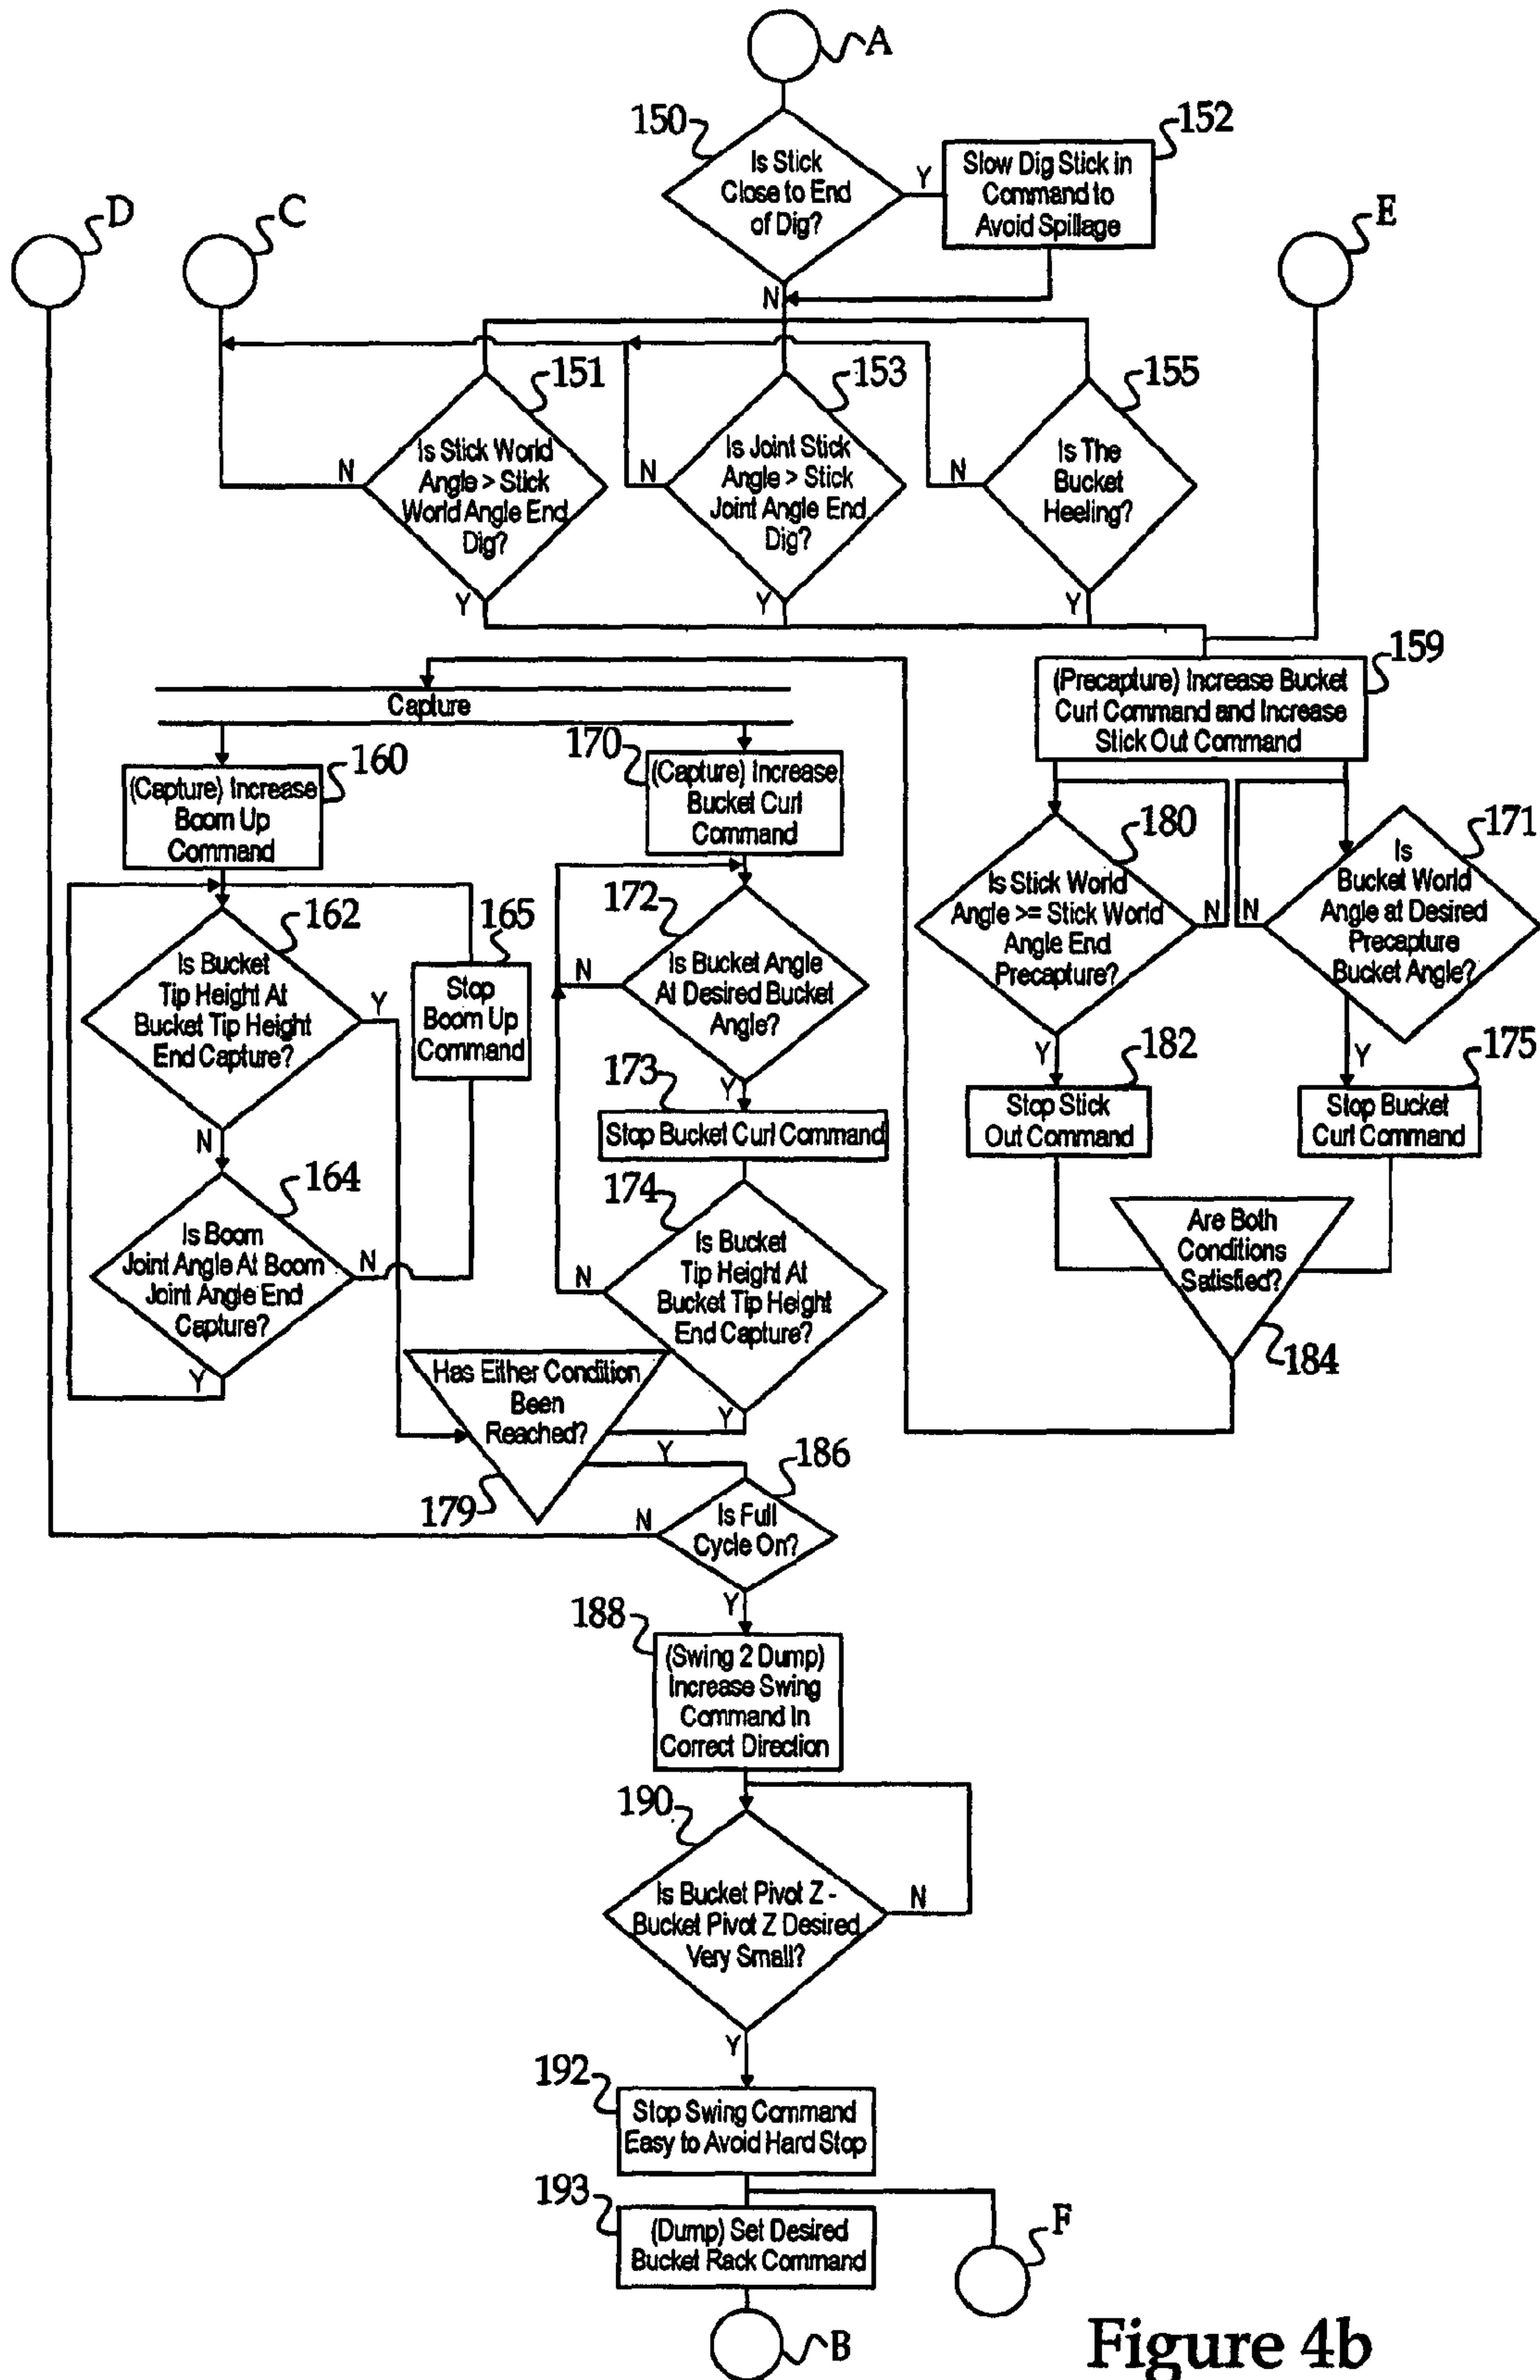 A
150
Is Stick
Close to End
of Dig?
Y
152
Slow Dig Stick in
Command to
Avoid Spillage
N
D
C
E
151
Is Stick World
Angle > Stick
World Angle End
Dig?
N
Y
153
Is Joint Stick
Angle > Stick
Joint Angle End
Dig?
N
Y
155
Is The
Bucket
Heeling?
N
Y
159
(Precapture) Increase Bucket
Curl Command and Increase
Stick Out Command
Capture
160
(Capture) Increase
Boom Up
Command
170
(Capture) Increase
Bucket Curl
Command
180
Is Stick World
Angle >= Stick World
Angle End
Precapture?
N
Y
171
Is
Bucket World
Angle at Desired
Precapture
Bucket Angle?
N
Y
162
Is Bucket
Tip Height At
Bucket Tip Height
End Capture?
Y
N
165
Stop
Boom Up
Command
172
Is Bucket Angle
At Desired Bucket
Angle?
N
Y
182
Stop Stick
Out Command
175
Stop Bucket
Curl Command
173
Stop Bucket Curl Command
164
Is Boom
Joint Angle At Boom
Joint Angle End
Capture?
N
Y
174
Is Bucket
Tip Height At
Bucket Tip Height
End Capture?
N
Y
Are Both
Conditions
Satisfied?
184
Has Either Condition
Been
Reached?
179
Y
186
Is Full
Cycle On?
N
Y
188
(Swing 2 Dump)
Increase Swing
Command In
Correct Direction
190
Is Bucket Pivot Z -
Bucket Pivot Z Desired
Very Small?
N
Y
192
Stop Swing Command
Easy to Avoid Hard Stop
193
(Dump) Set Desired
Bucket Rack Command
F
B
Figure 4b